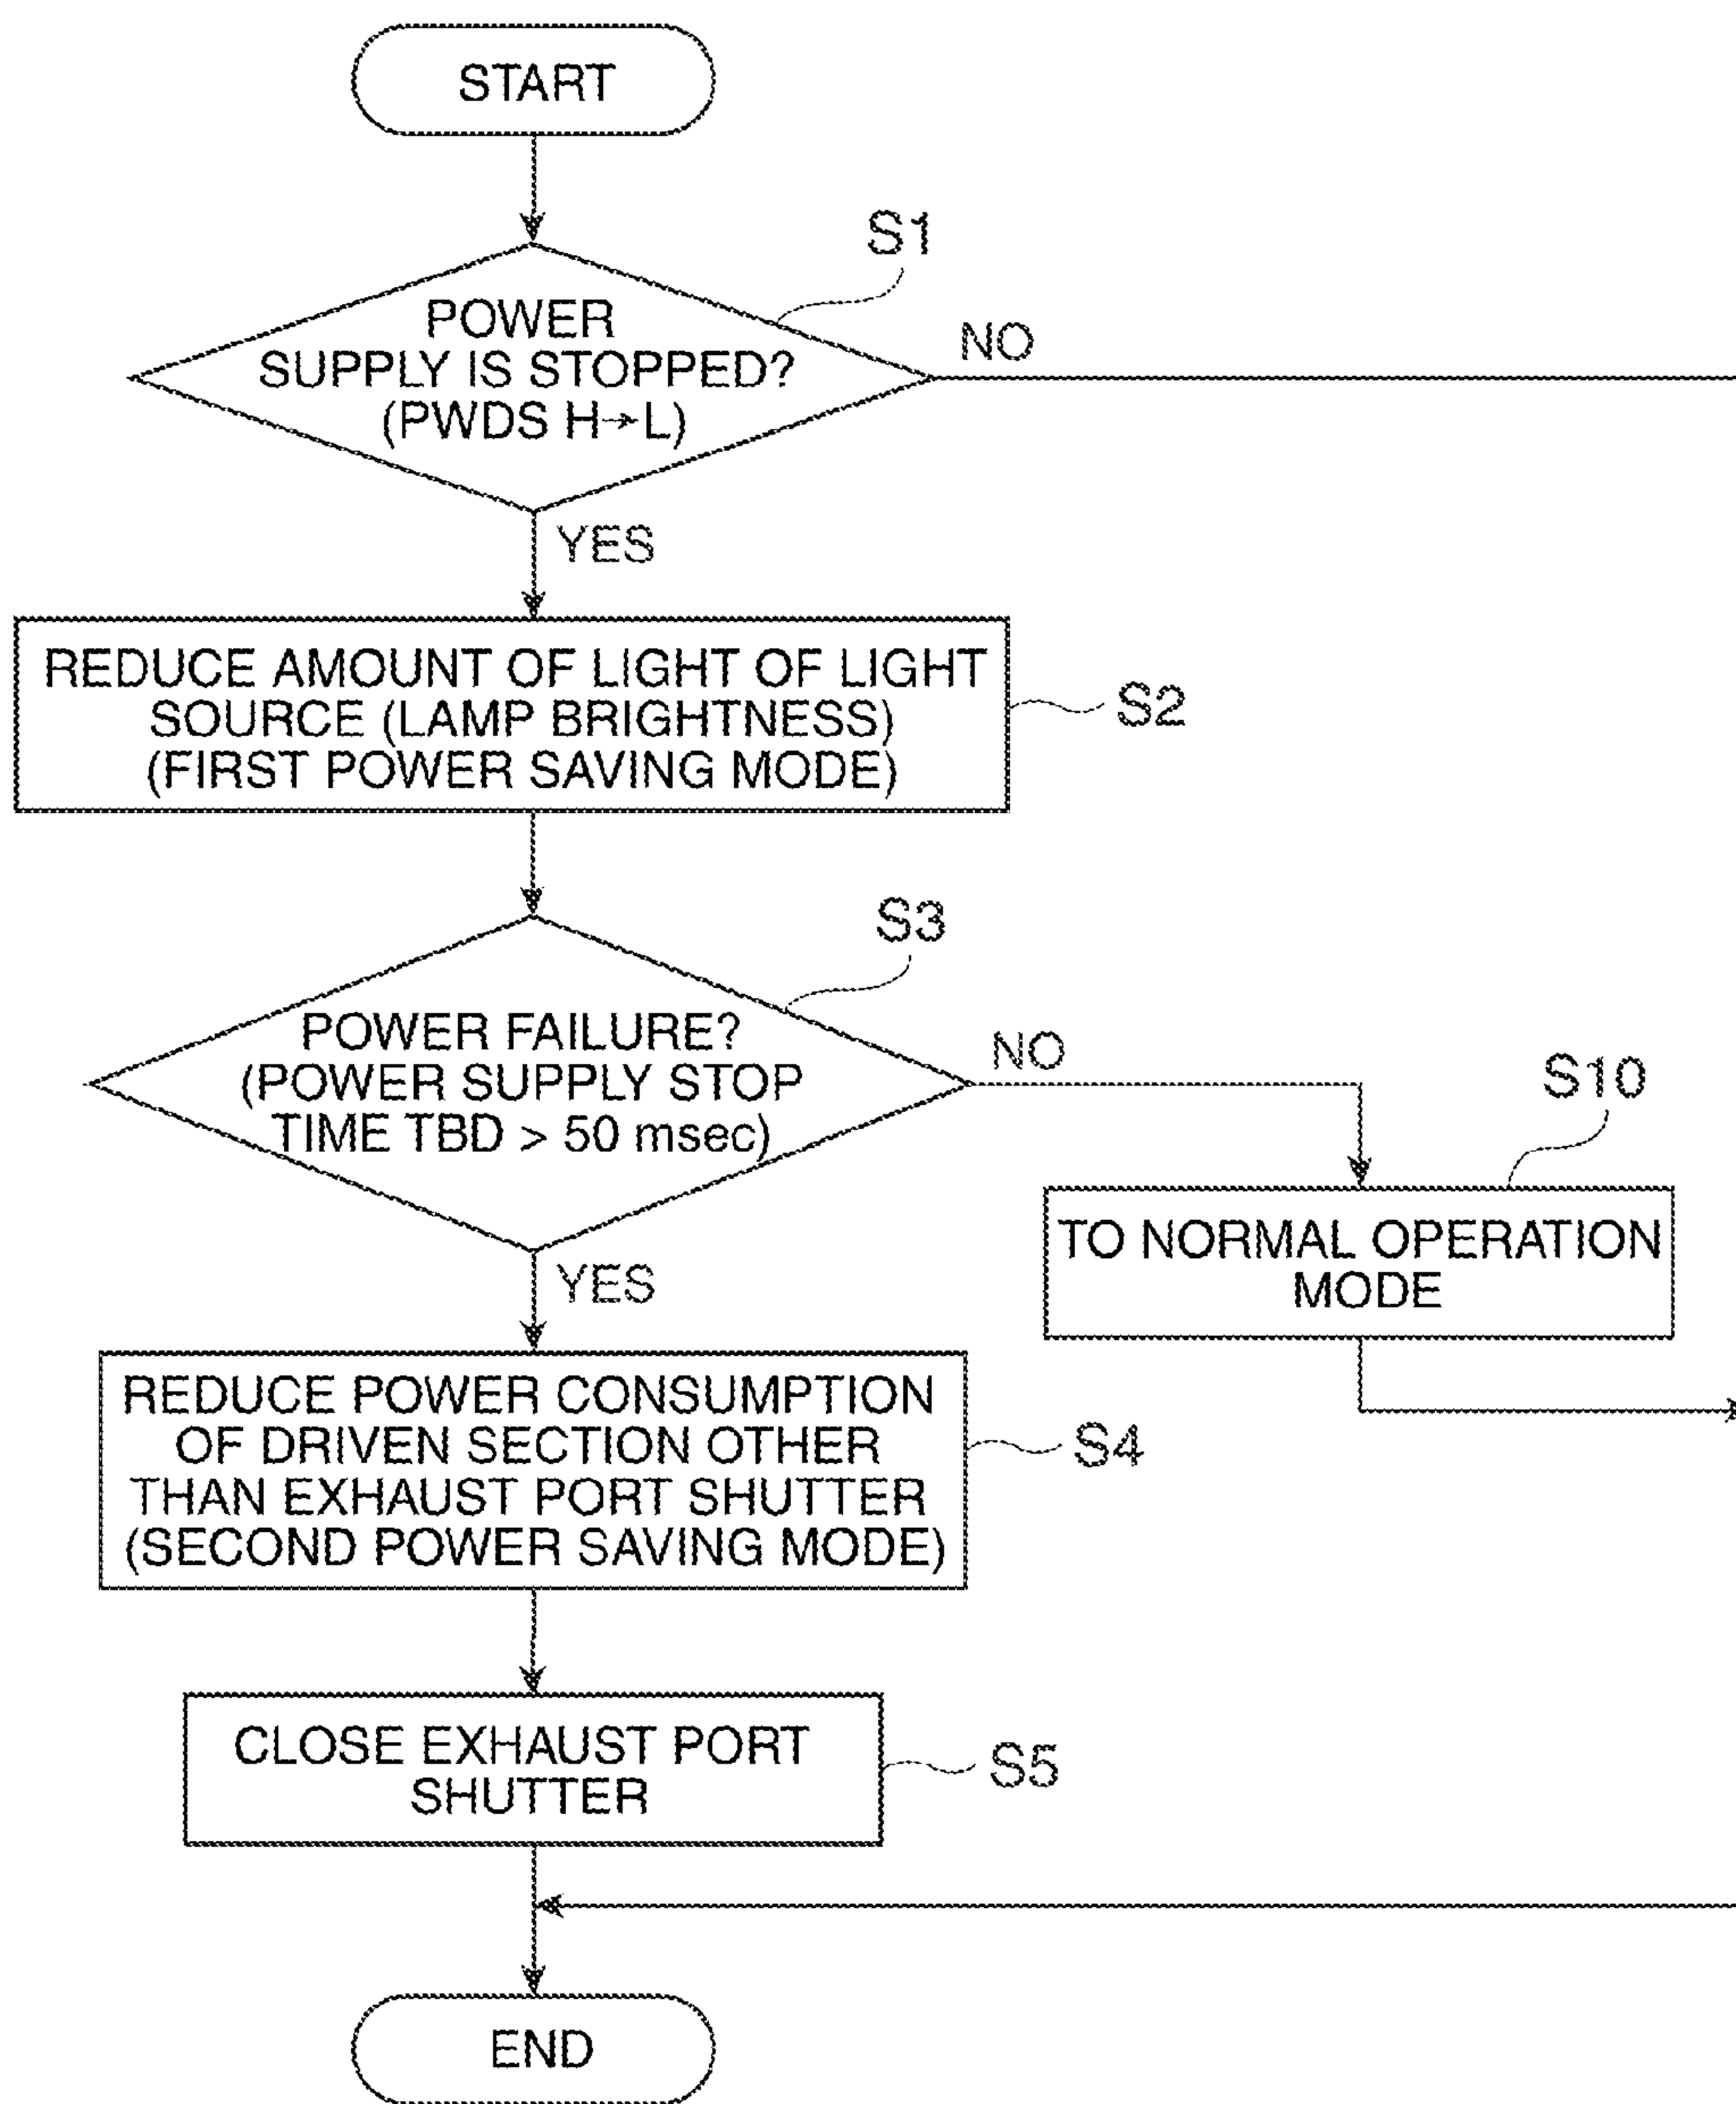 START
S1
POWER
SUPPLY IS STOPPED?
(PWDS H→L)
NO
YES
REDUCE AMOUNT OF LIGHT OF LIGHT
SOURCE (LAMP BRIGHTNESS)
(FIRST POWER SAVING MODE)
S2
S3
POWER FAILURE?
(POWER SUPPLY STOP
TIME TBD > 50 msec)
NO
S10
TO NORMAL OPERATION
MODE
YES
REDUCE POWER CONSUMPTION
OF DRIVEN SECTION OTHER
THAN EXHAUST PORT SHUTTER
(SECOND POWER SAVING MODE)
S4
CLOSE EXHAUST PORT
SHUTTER
S5
END